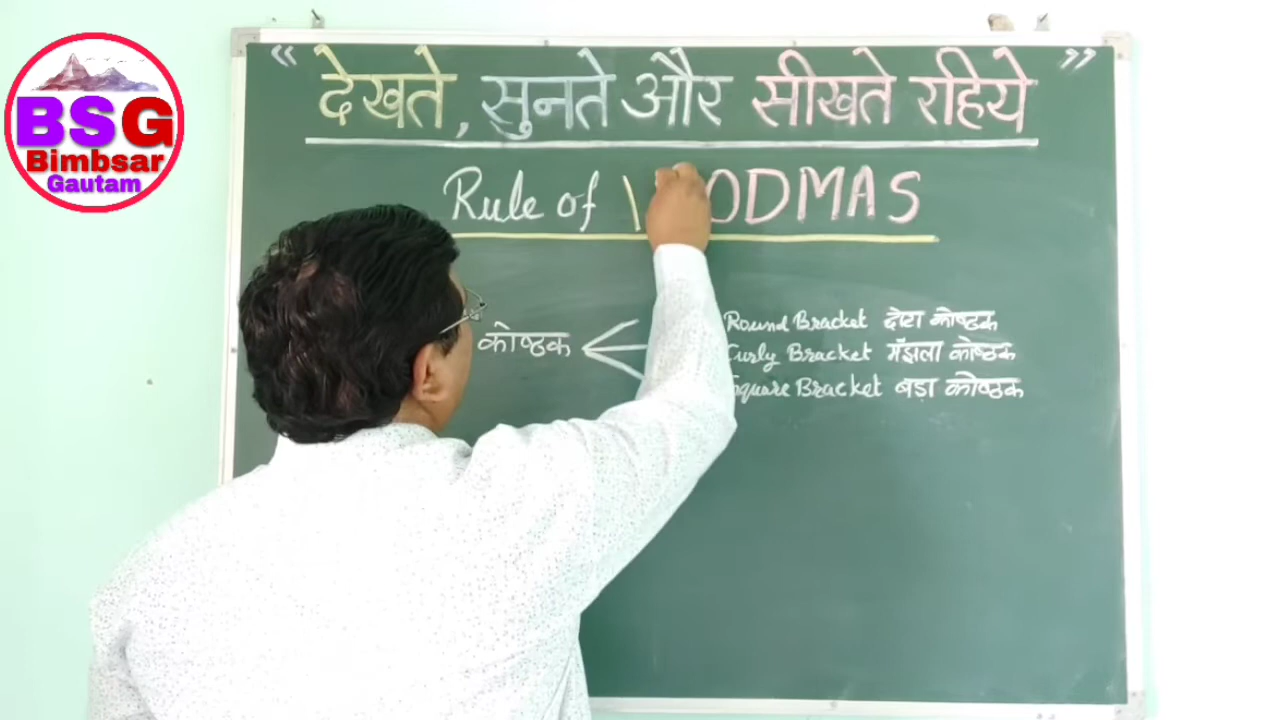 BSG
Bimbsar
Gautam
“ देखते, सुनते और सीखते रहिये ”
Rule of ODMAS
कोष्ठक
Round Bracket छोटा कोष्ठक
Curly Bracket मँझला कोष्ठक
Square Bracket बड़ा कोष्ठक